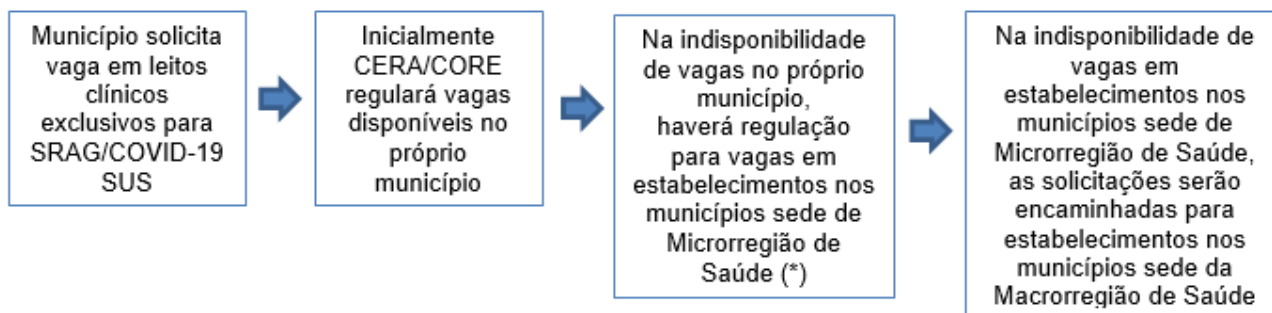 Município solicita
vaga em leitos
clínicos
exclusivos para
SRAG/COVID-19
SUS
Inicialmente
CERA/CORE
regulará vagas
disponíveis no
próprio
município
Na indisponibilidade
de vagas no próprio
município,
haverá regulação
para vagas em
estabelecimentos nos
municípios sede de
Microrregião de
Saúde (*)
Na indisponibilidade de
vagas em
estabelecimentos nos
municípios sede de
Microrregião de Saúde,
as solicitações serão
encaminhadas para
estabelecimentos nos
municípios sede da
Macrorregião de Saúde